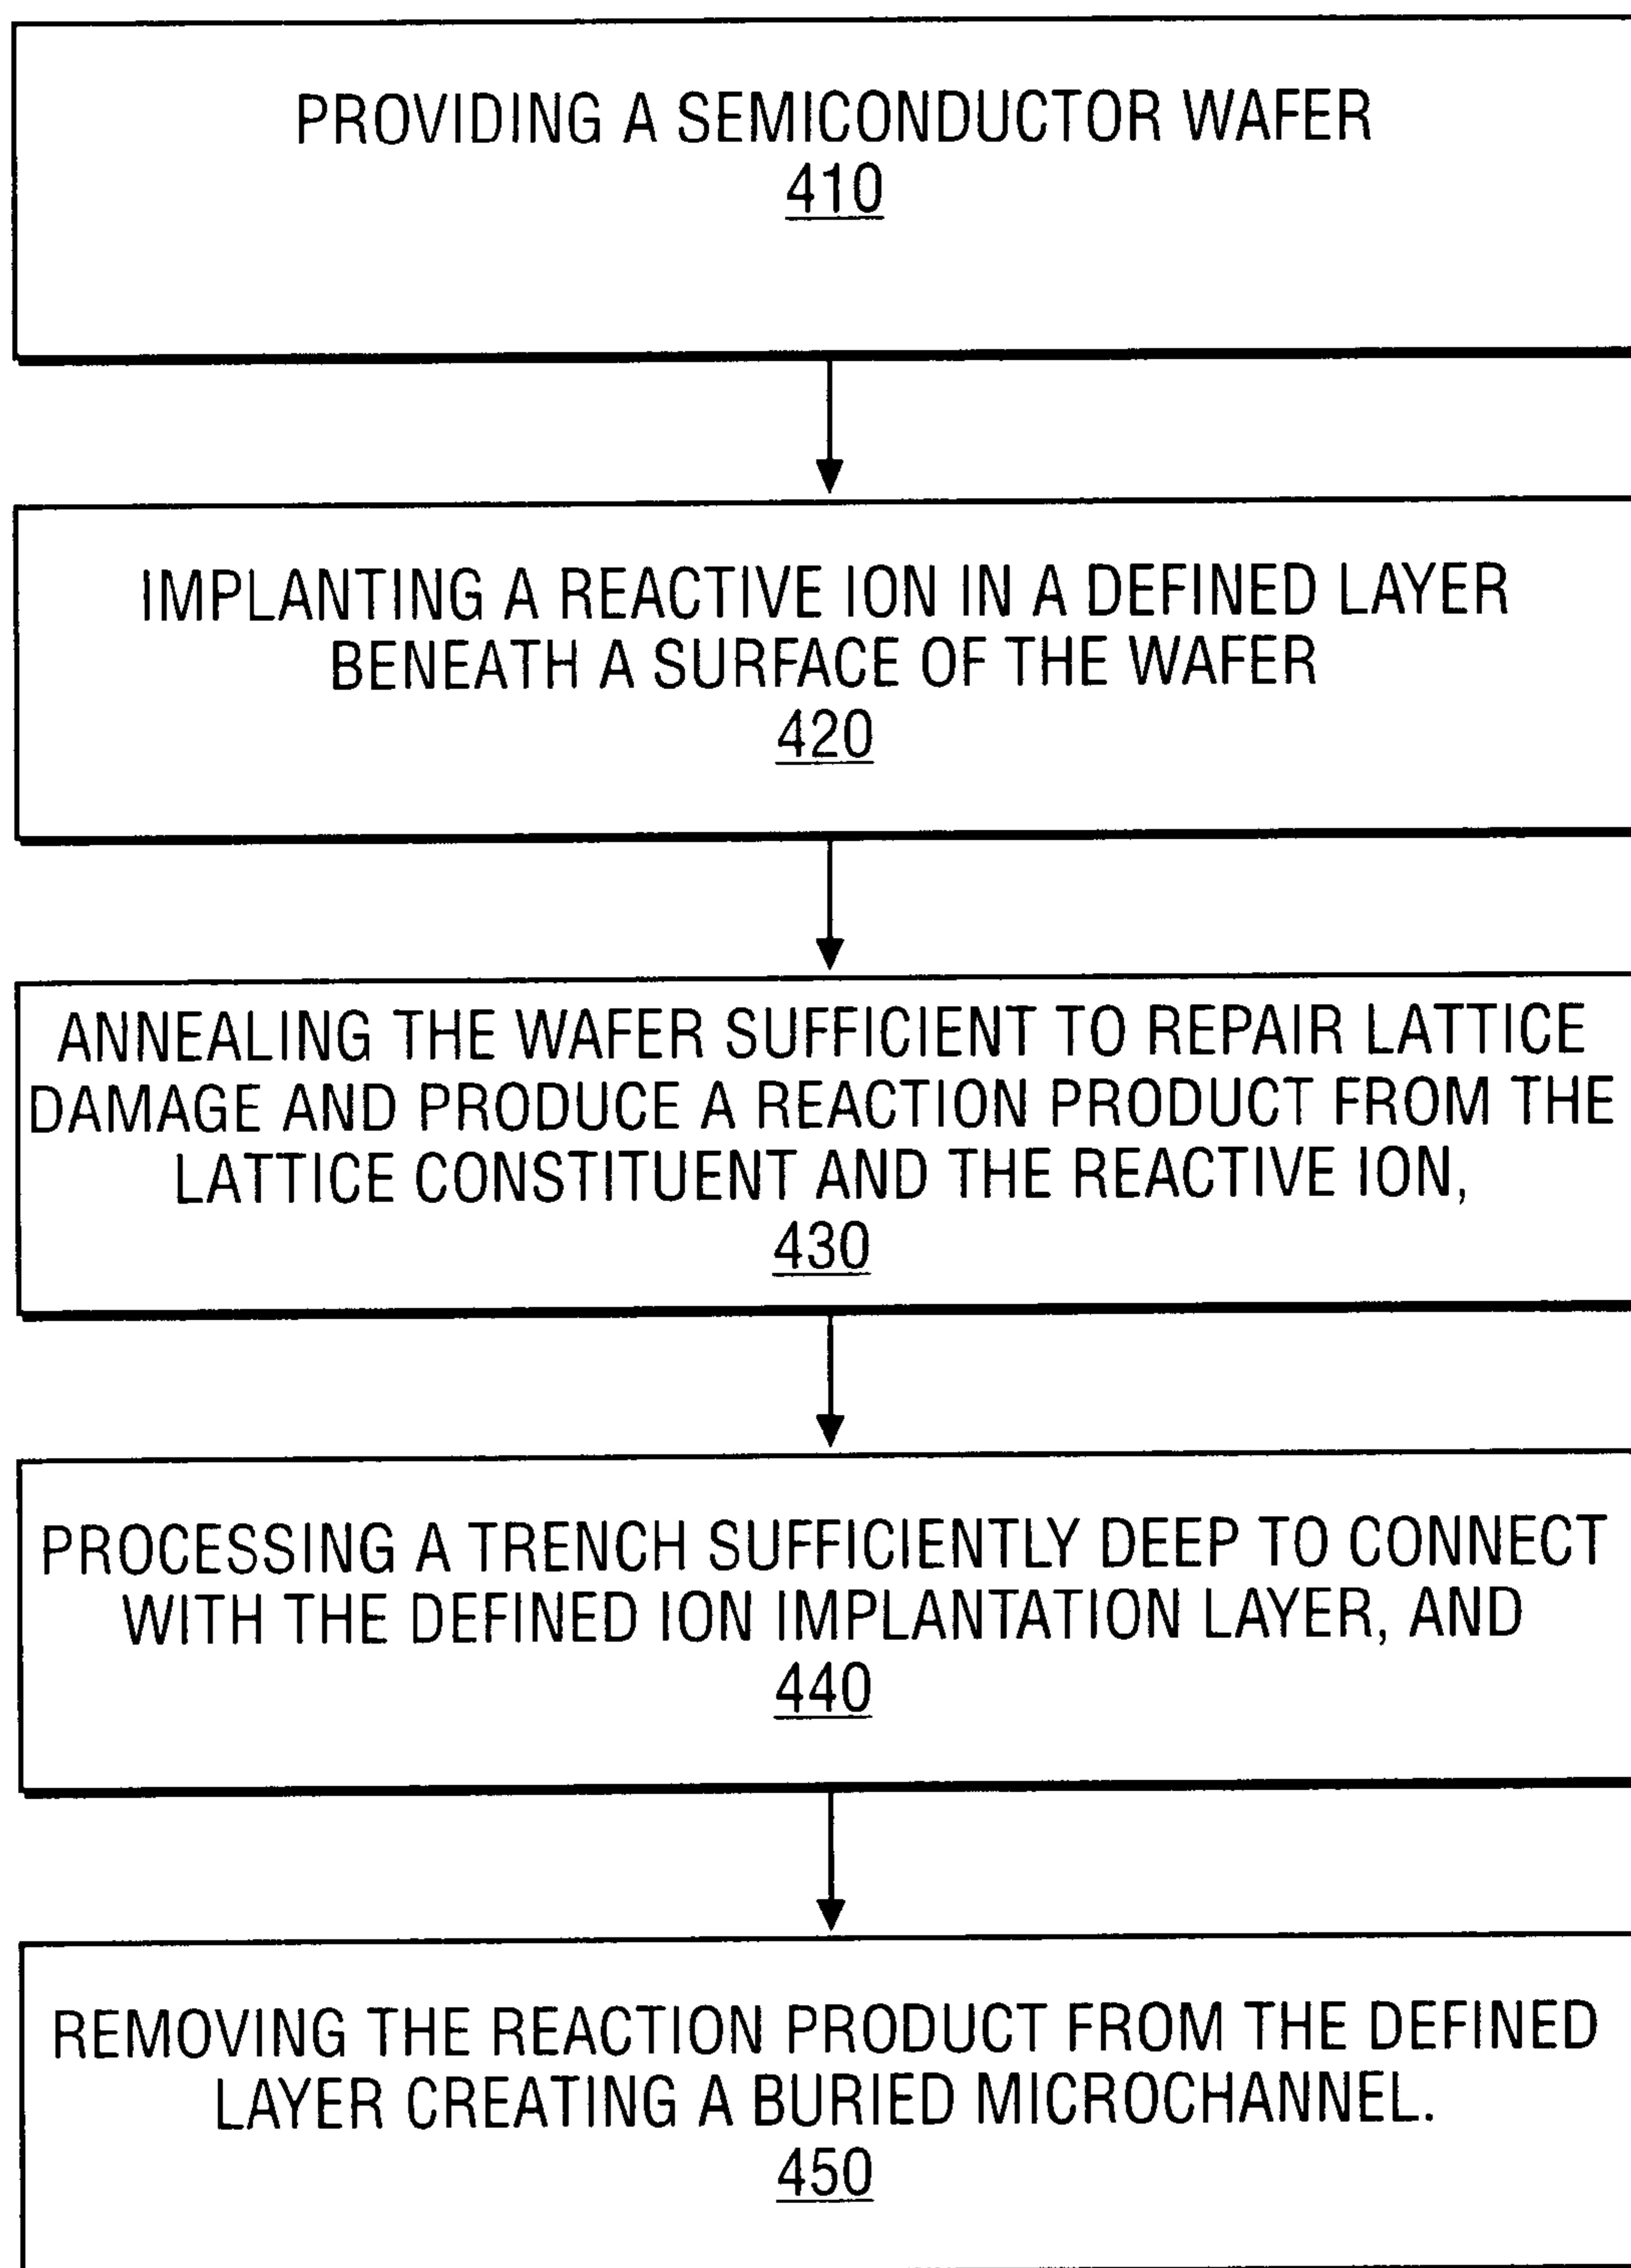 PROVIDING A SEMICONDUCTOR WAFER
410
IMPLANTING A REACTIVE ION IN A DEFINED LAYER
BENEATH A SURFACE OF THE WAFER
420
ANNEALING THE WAFER SUFFICIENT TO REPAIR LATTICE
DAMAGE AND PRODUCE A REACTION PRODUCT FROM THE
LATTICE CONSTITUENT AND THE REACTIVE ION,
430
PROCESSING A TRENCH SUFFICIENTLY DEEP TO CONNECT
WITH THE DEFINED ION IMPLANTATION LAYER, AND
440
REMOVING THE REACTION PRODUCT FROM THE DEFINED
LAYER CREATING A BURIED MICROCHANNEL.
450